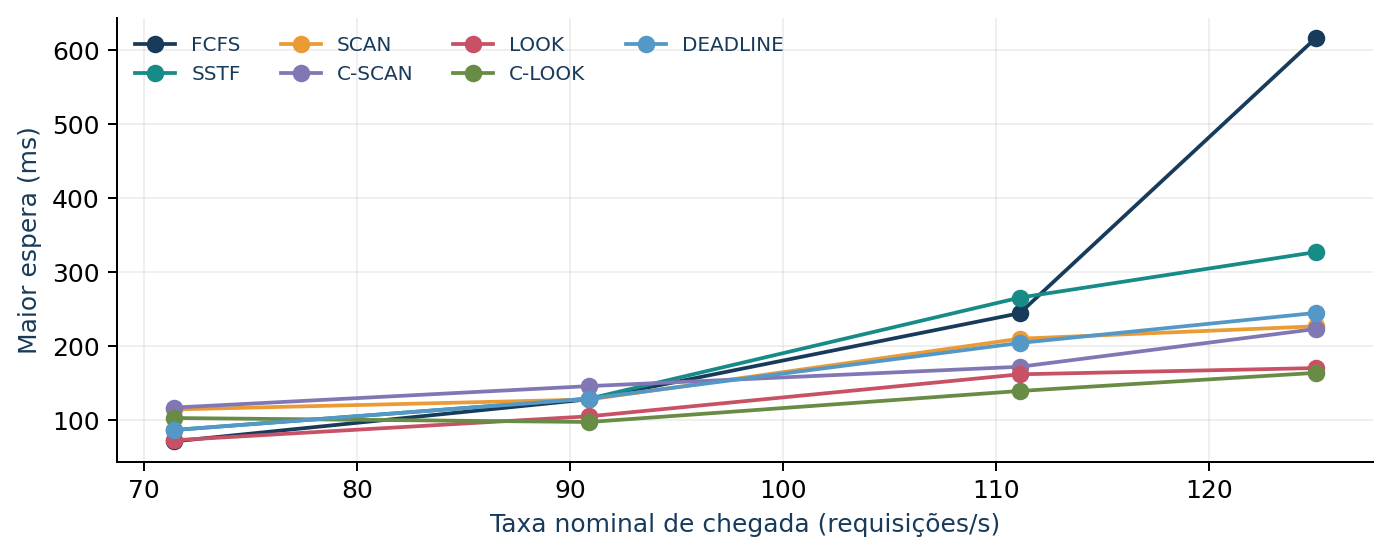 FCFS SCAN LOOK DEADLINE
SSTF C-SCAN C-LOOK
Maior espera (ms)
600
500
400
300
200
100
70 80 90 100 110 120
Taxa nominal de chegada (requisições/s)